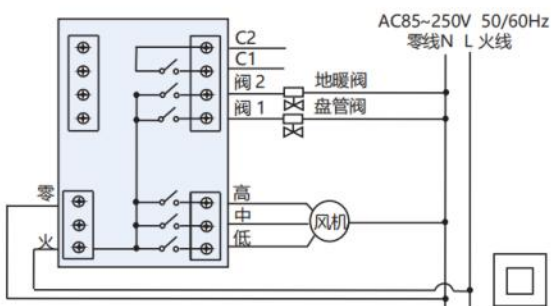 AC85~250V 50/60Hz
零线N L火线
C2
C1
阀 2 地暖阀
阀 1 盘管阀
零
火
高
中
低
风机